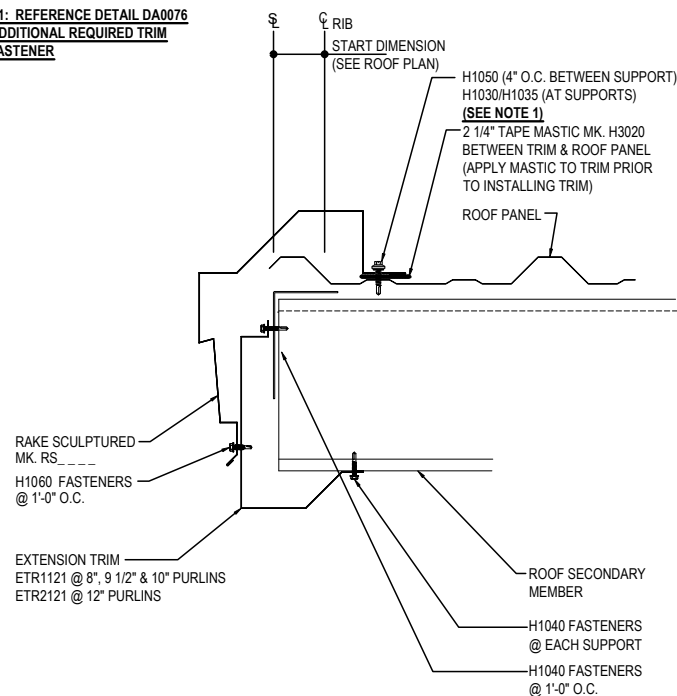 1: REFERENCE DETAIL DA0076
DDITIONAL REQUIRED TRIM
ASTENER
SL
CL RIB
START DIMENSION
(SEE ROOF PLAN)
H1050 (4" O.C. BETWEEN SUPPORT)
H1030/H1035 (AT SUPPORTS)
(SEE NOTE 1)
2 1/4" TAPE MASTIC MK. H3020
BETWEEN TRIM & ROOF PANEL
(APPLY MASTIC TO TRIM PRIOR
TO INSTALLING TRIM)
ROOF PANEL
RAKE SCULPTURED
MK. RS_ _ _ _
H1060 FASTENERS
@ 1'-0" O.C.
EXTENSION TRIM
ETR1121 @ 8", 9 1/2" & 10" PURLINS
ETR2121 @ 12" PURLINS
ROOF SECONDARY
MEMBER
H1040 FASTENERS
@ EACH SUPPORT
H1040 FASTENERS
@ 1'-0" O.C.